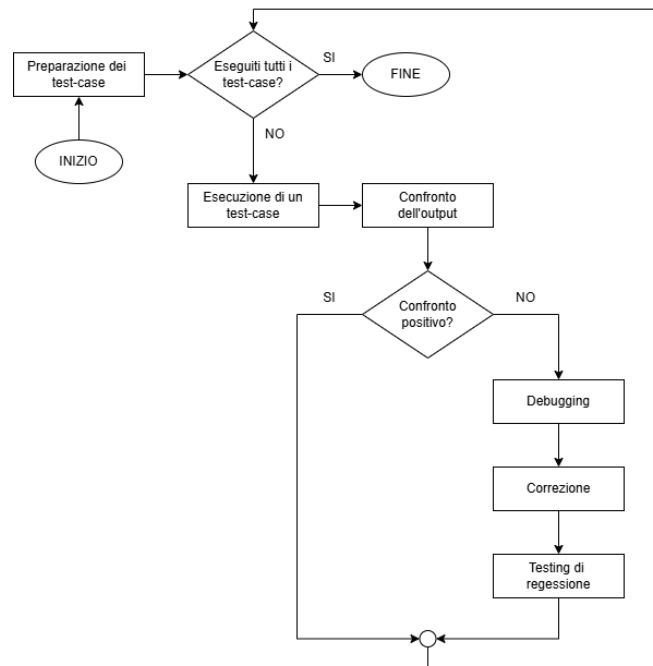 Preparazione dei
test-case
Eseguiti tutti i
test-case?
SI
FINE
INIZIO
NO
Esecuzione di un
test-case
Confronto
dell'output
SI
Confronto
positivo?
NO
Debugging
Correzione
Testing di
regressione